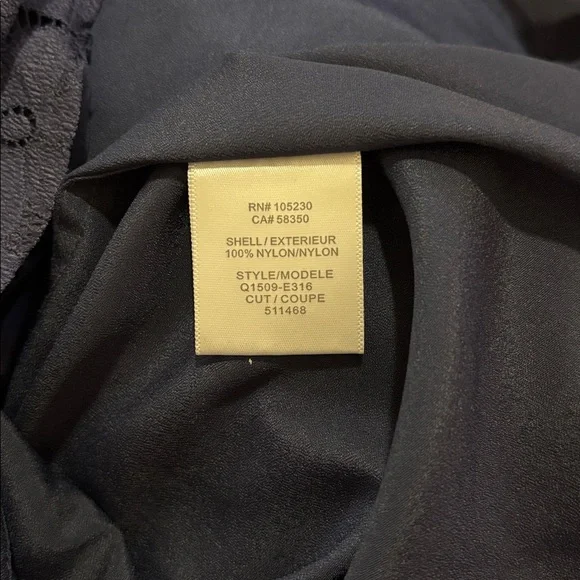 RN# 105230
CA# 58350
SHELL/EXTERIEUR
100% NYLON/NYLON
STYLE/MODELE
Q1509-E316
CUT/COUPE
511468